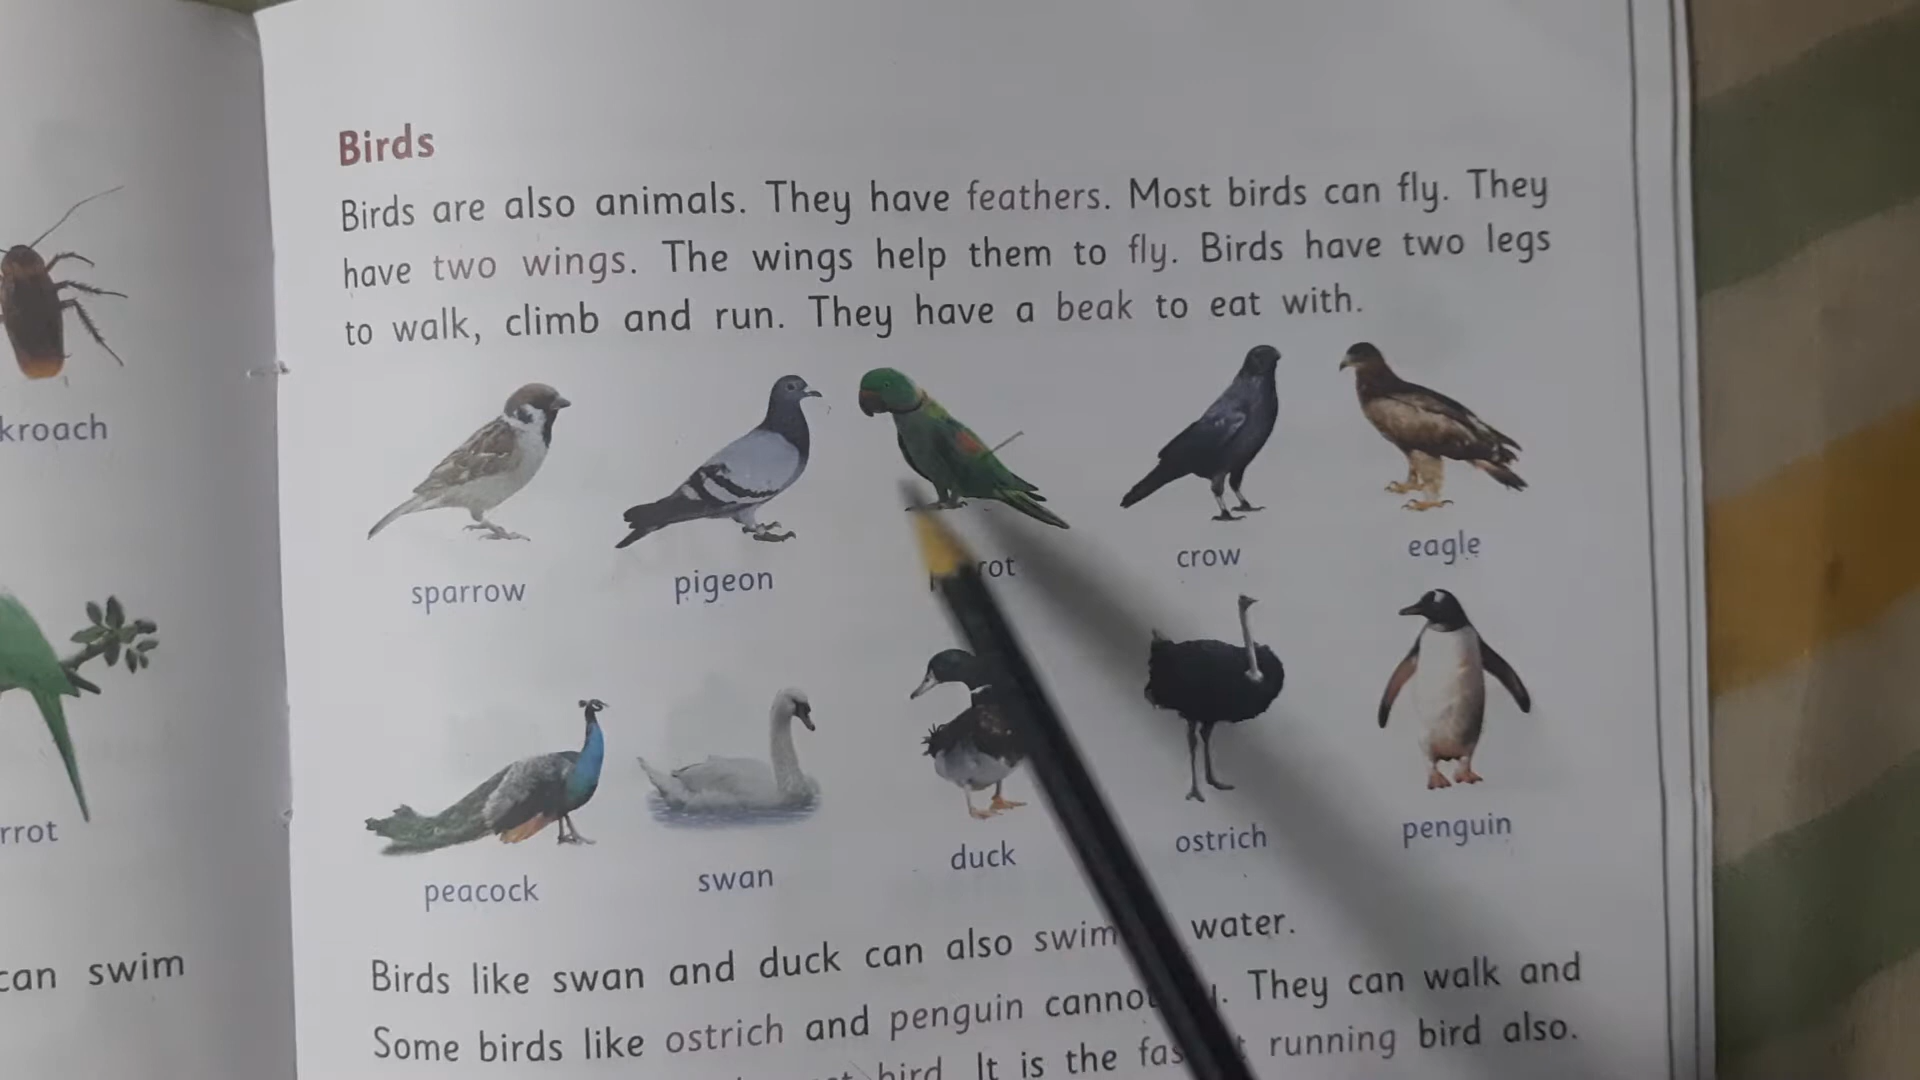 Birds
Birds are also animals. They have feathers. Most birds can fly. They
have two wings. The wings help them to fly. Birds have two legs
to walk, climb and run. They have a beak to eat with.
kroach
sparrow
pigeon
rot
crow
eagle
rrot
peacock
swan
duck
ostrich
penguin
can swim
Birds like swan and duck can also swim water.
Some birds like ostrich and penguin They can walk and
bird. It is the running bird also.